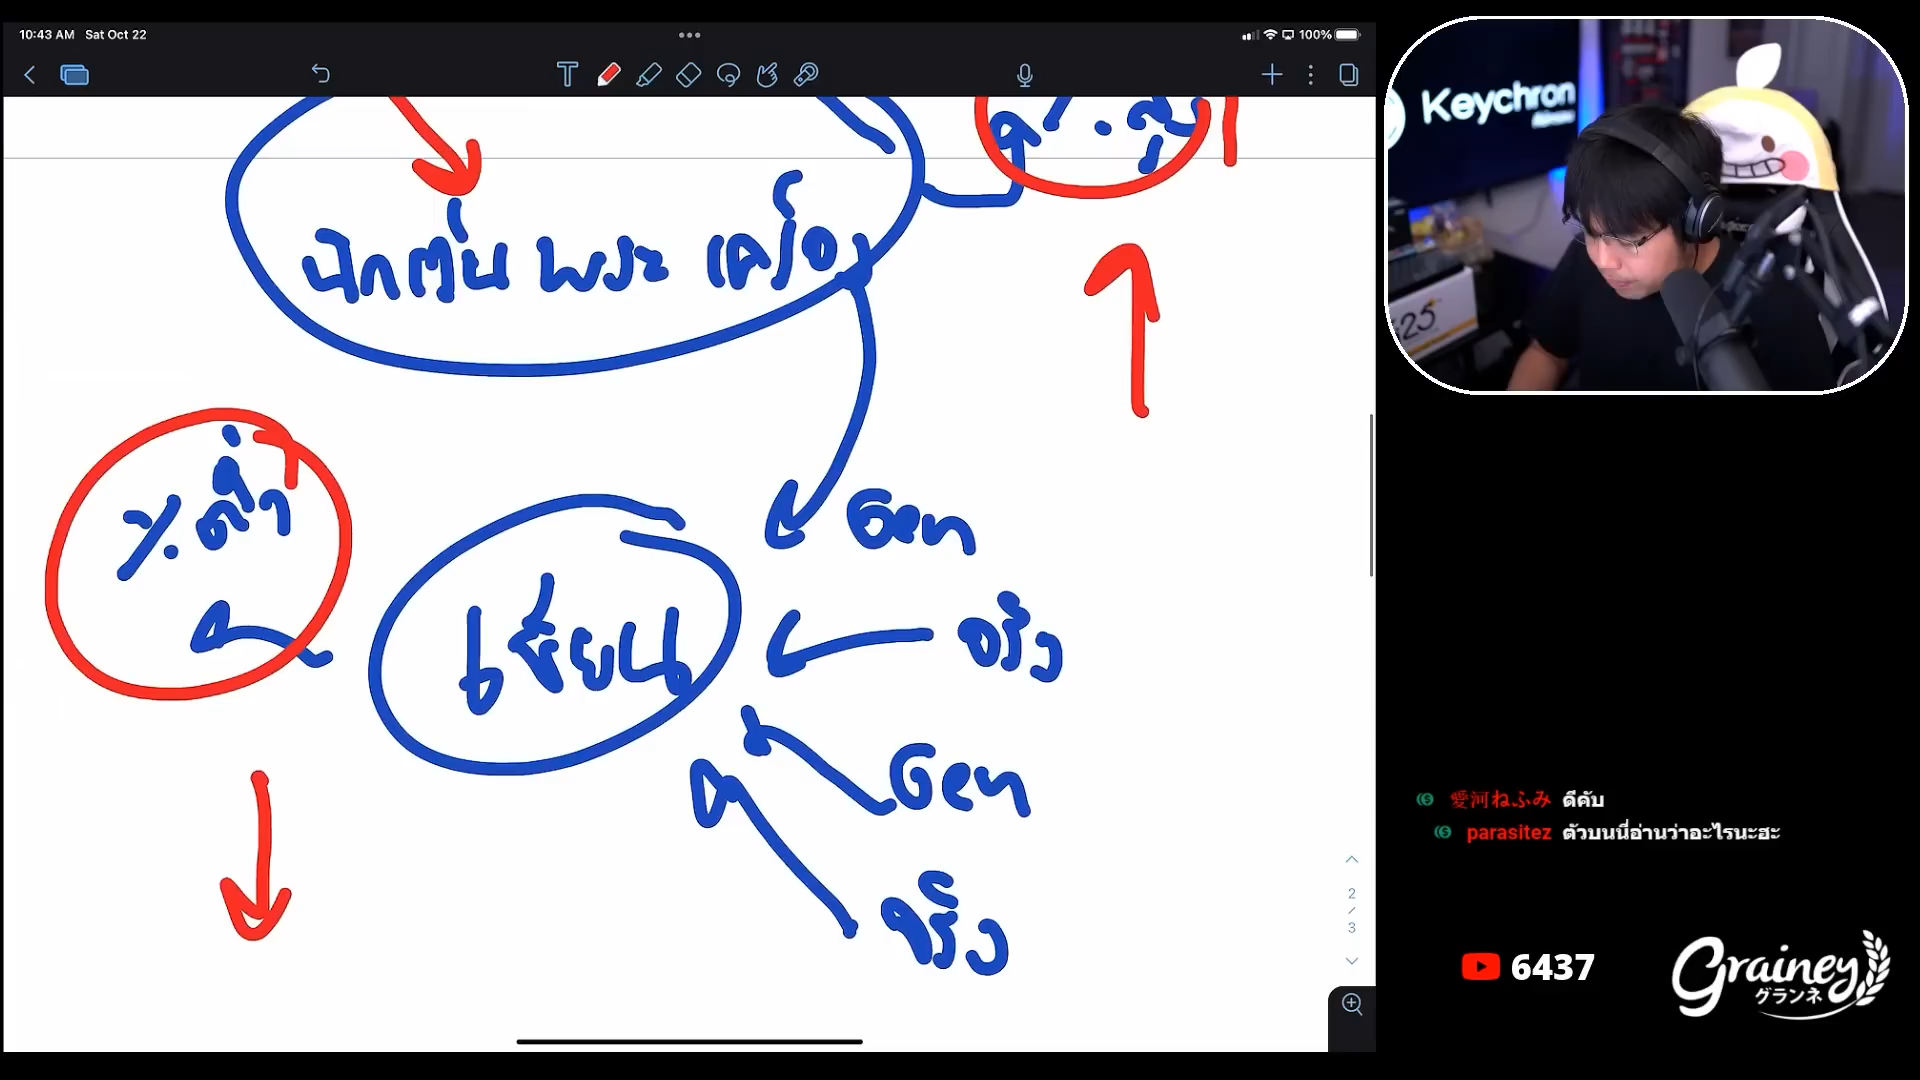 10:43 AM Sat Oct 22
100%
Keychron
% สูง
นักตุ๋น พระ เครื่อง
25
% ต่ำ
Gen
เซียน
จริง
Gen
จริง
愛河ねふみ ดีคับ
parasitez ตัวบนนี่อ่านว่าอะไรนะฮะ
2
/
3
6437
Grainey
グランネ